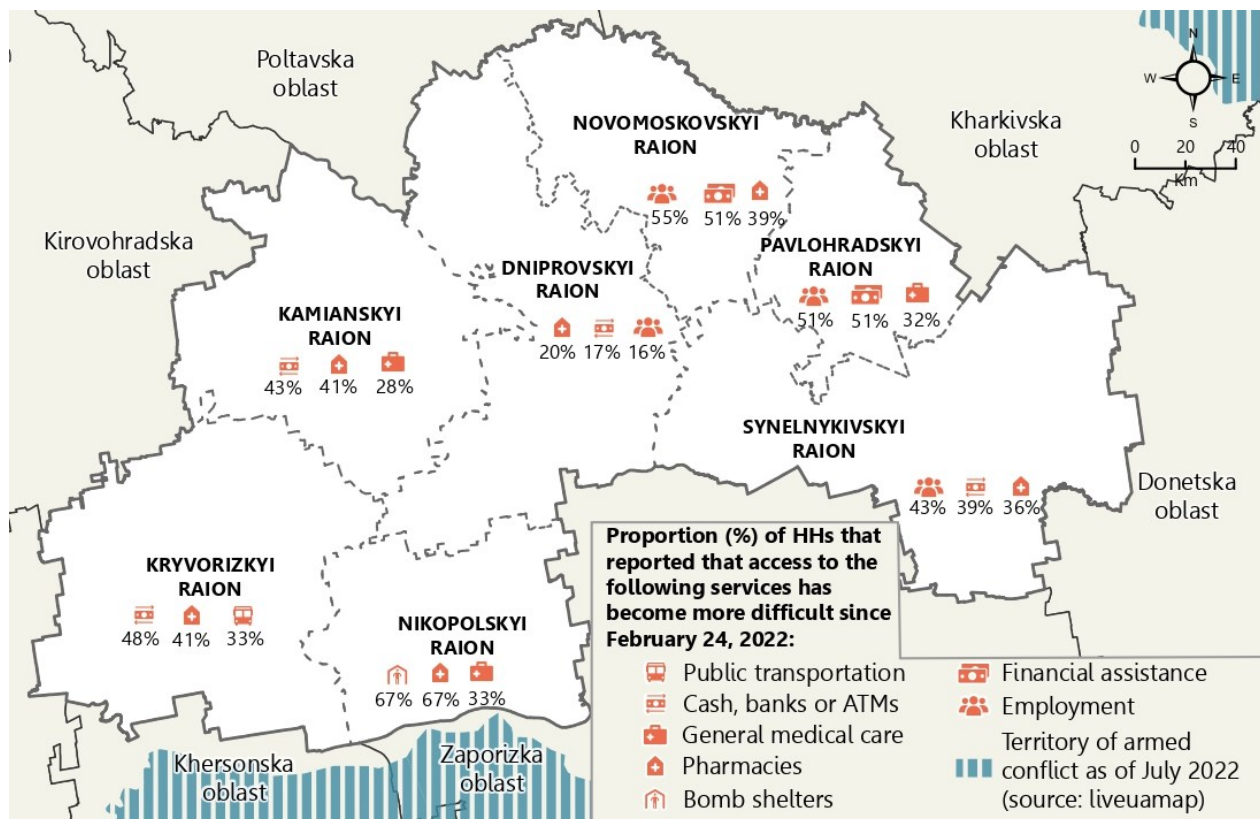 Poltavska
oblast
N
W
E
S
0 20 40
Km
Kharkivska
oblast
Kirovohradska
oblast
NOVOMOSKOVSKYI
RAION
55% 51% 39%
PAVLOHRADSKYI
RAION
51% 51% 32%
DNIPROVSKYI
RAION
20% 17% 16%
KAMIANSKYI
RAION
43% 41% 28%
SYNELNYKIVSKYI
RAION
43% 39% 36%
Donetska
oblast
KRYVORIZKYI
RAION
48% 41% 33%
NIKOPOLSKYI
RAION
67% 67% 33%
Khersonska
oblast
Zaporizka
oblast
Proportion (%) of HHs that
reported that access to the
following services has
become more difficult since
February 24, 2022:
Public transportation
Cash, banks or ATMs
General medical care
Pharmacies
Bomb shelters
Financial assistance
Employment
Territory of armed
conflict as of July 2022
(source: liveuamap)